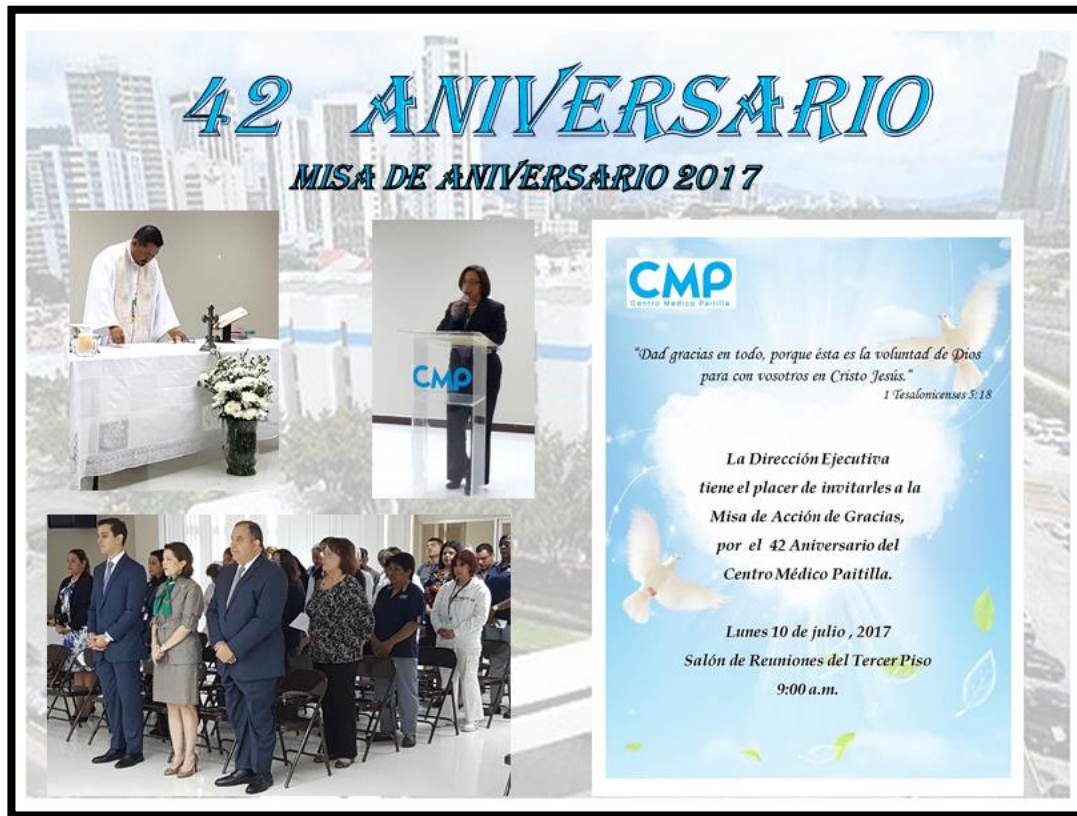 42 ANIVERSARIO
MISA DE ANIVERSARIO 2017
CMP
CMP
Centro Médico Paitilla
"Dad gracias en todo, porque ésta es la voluntad de Dios
para con vosotros en Cristo Jesús."
1 Tesalonicenses 5:18
La Dirección Ejecutiva
tiene el placer de invitarles a la
Misa de Acción de Gracias,
por el 42 Aniversario del
Centro Médico Paitilla.
Lunes 10 de julio , 2017
Salón de Reuniones del Tercer Piso
9:00 a.m.